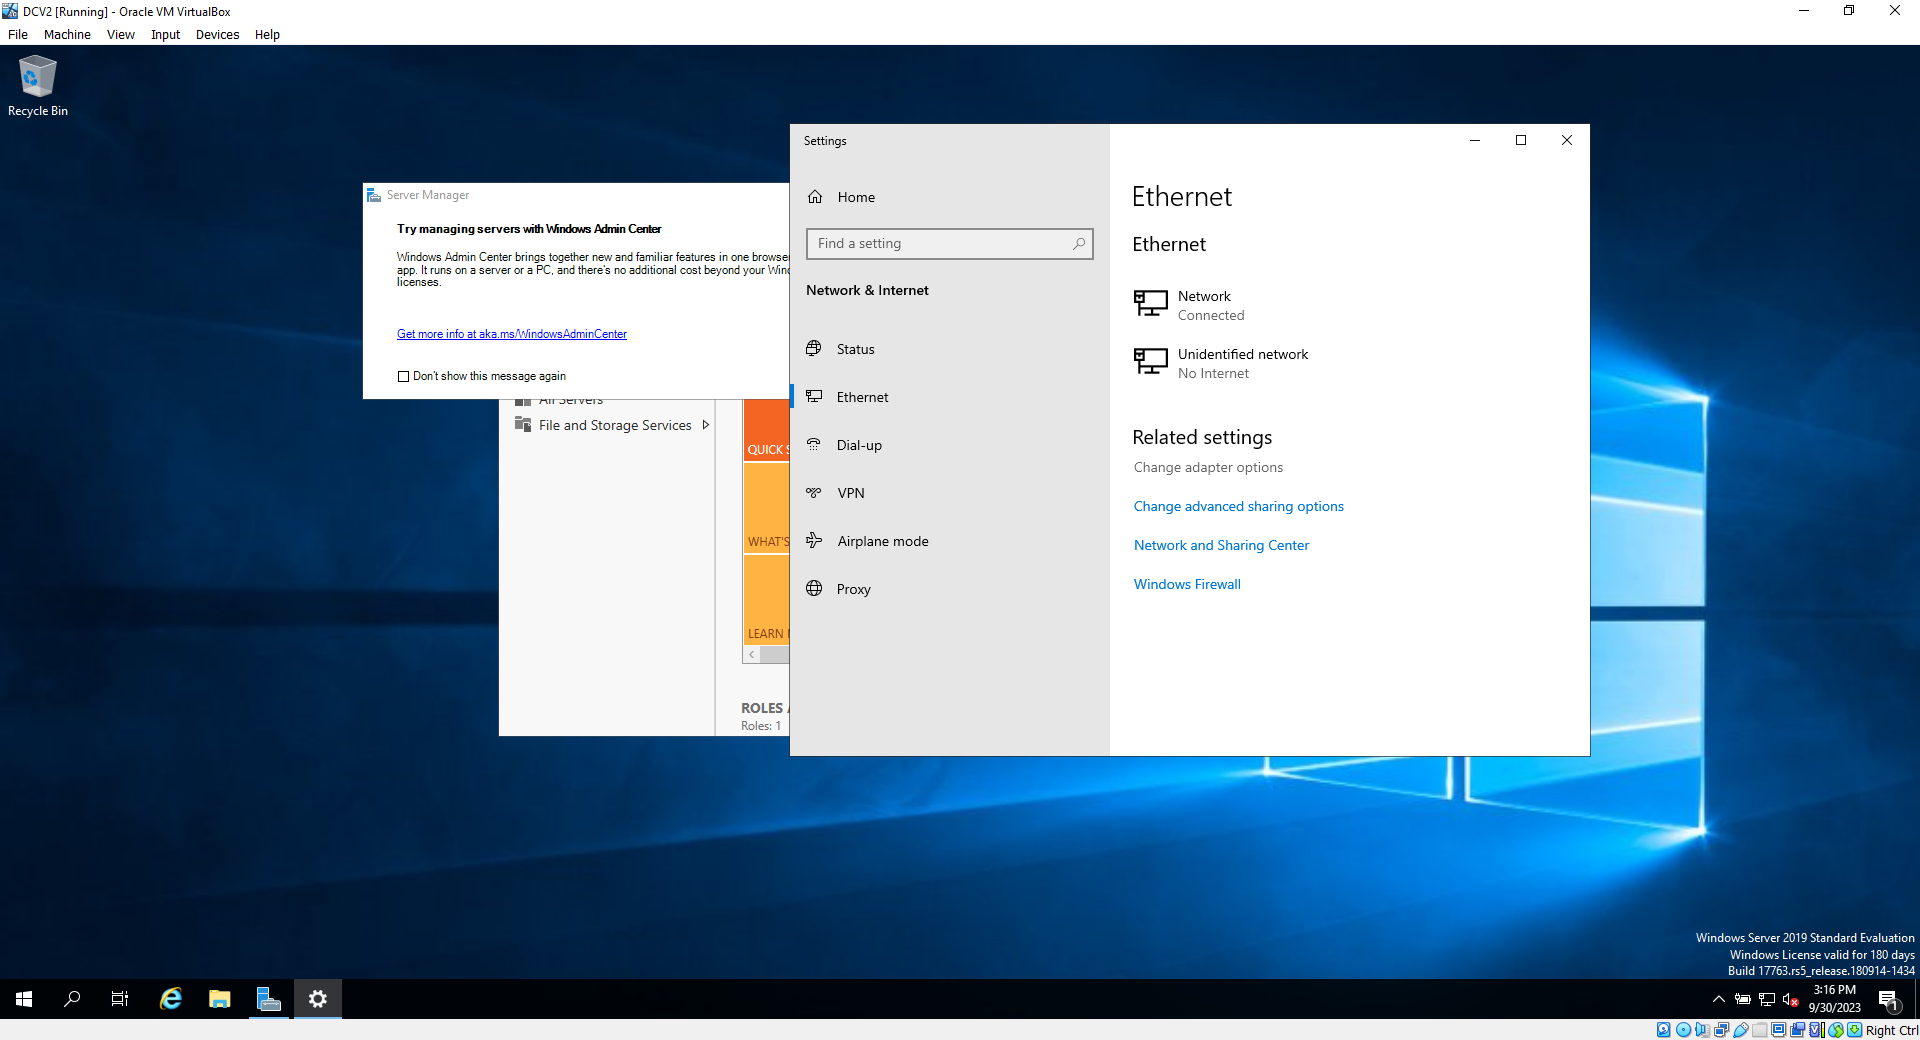 DCV2 [Running] - Oracle VM VirtualBox
File Machine View Input Devices Help
Recycle Bin
Server Manager
Try managing servers with Windows Admin Center
Windows Admin Center brings together new and familiar features in one browser
app. It runs on a server or a PC, and there's no additional cost beyond your Wind
licenses.
Get more info at aka.ms/WindowsAdminCenter
Don't show this message again
All Servers
File and Storage Services
QUICK S
WHAT'S
LEARN
ROLES A
Roles: 1
Settings
Home
Find a setting
Network & Internet
Status
Ethernet
Dial-up
VPN
Airplane mode
Proxy
Ethernet
Ethernet
Network
Connected
Unidentified network
No Internet
Related settings
Change adapter options
Change advanced sharing options
Network and Sharing Center
Windows Firewall
Windows Server 2019 Standard Evaluation
Windows License valid for 180 days
Build 17763.rs5_release.180914-1434
3:16 PM
9/30/2023
1
Right Ctrl